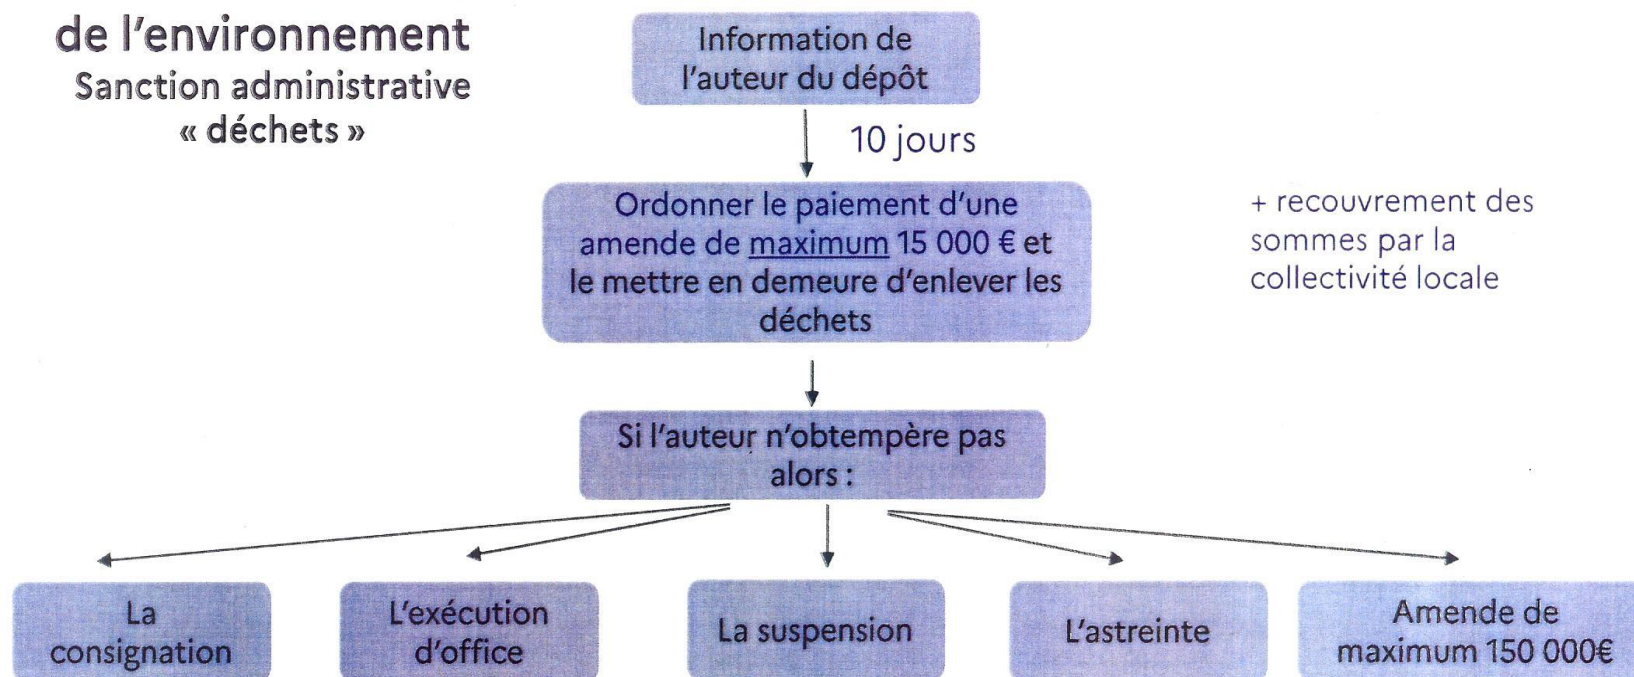 de l'environnement
Sanction administrative
« déchets »
Information de
l'auteur du dépôt
10 jours
Ordonner le paiement d'une
amende de maximum 15 000 € et
le mettre en demeure d'enlever les
déchets
+ recouvrement des
sommes par la
collectivité locale
Si l'auteur n'obtempère pas
alors :
La
consignation
L'exécution
d'office
La suspension
L'astreinte
Amende de
maximum 150 000€